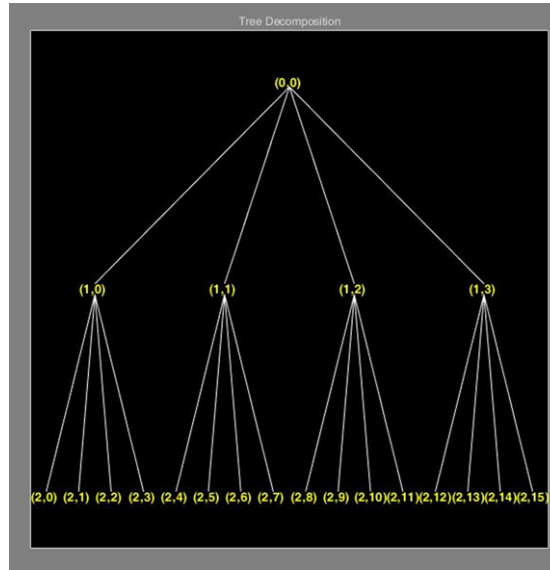 Tree Decomposition
(0,0)
(1,0) (1,1) (1,2) (1,3)
(2,0) (2,1) (2,2) (2,3) (2,4) (2,5) (2,6) (2,7) (2,8) (2,9) (2,10) (2,11) (2,12) (2,13) (2,14) (2,15)